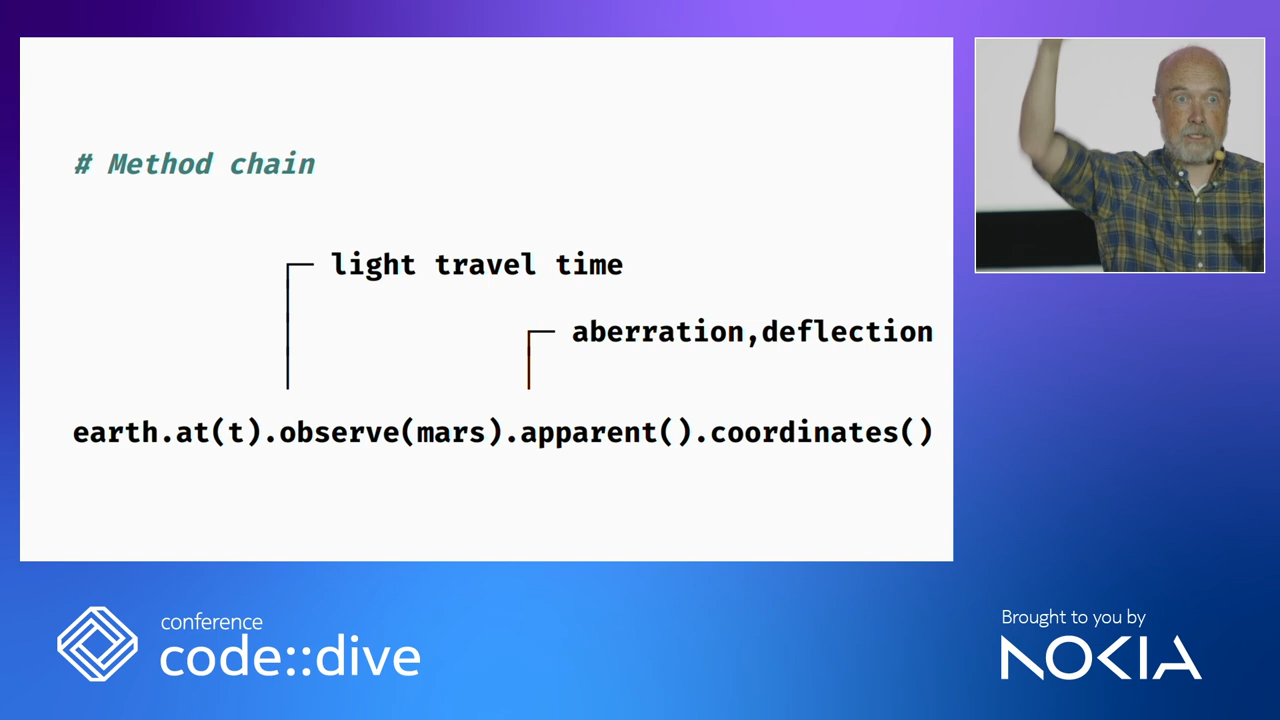 # Method chain
light travel time
aberration,deflection
earth.at(t).observe(mars).apparent().coordinates()
conference
code::dive
Brought to you by
NOKIA